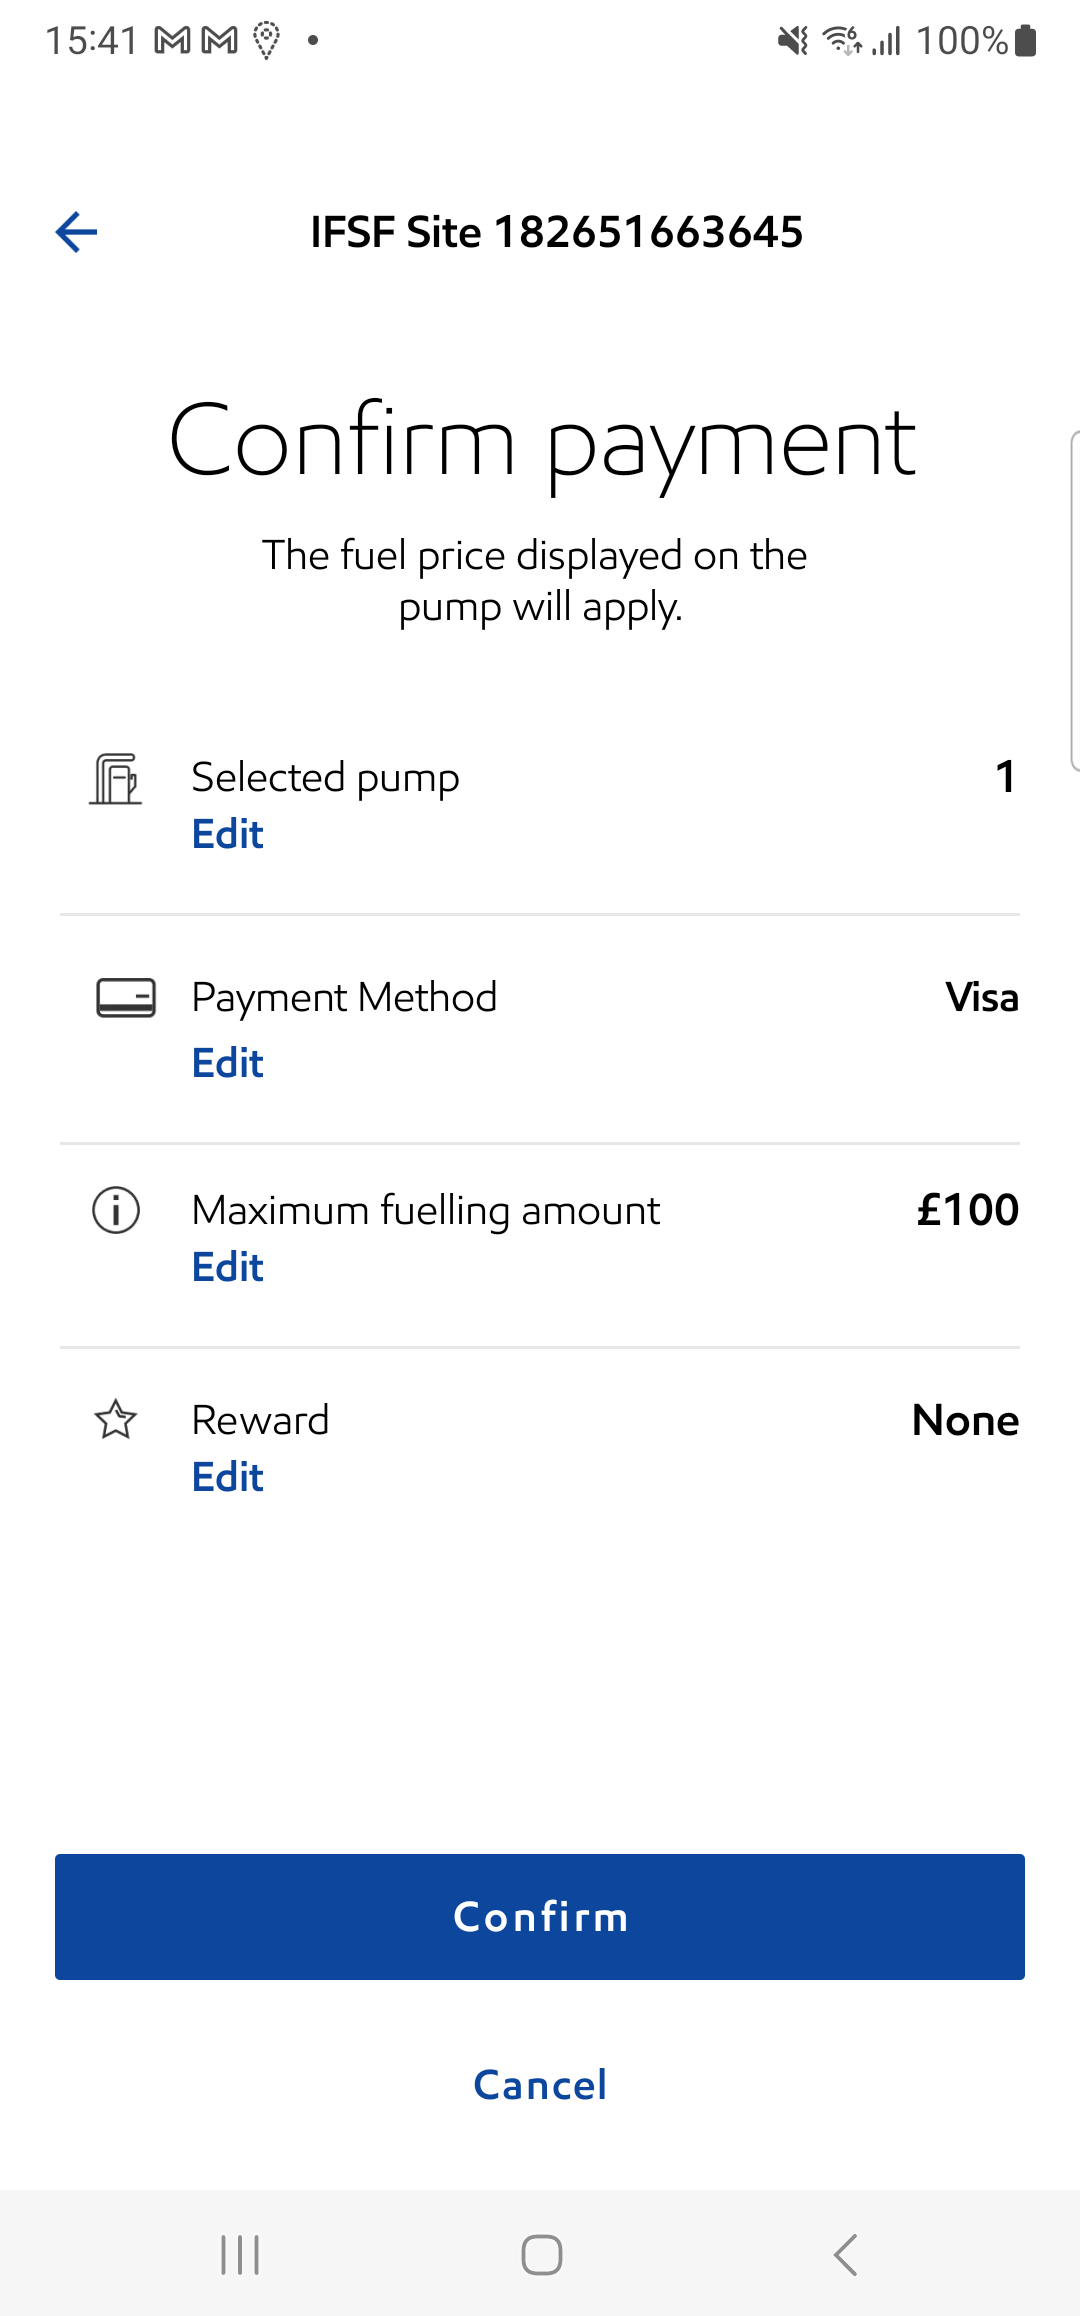 15:41
100%
IFSF Site 182651663645
Confirm payment
The fuel price displayed on the
pump will apply.
Selected pump 1
Edit
Payment Method Visa
Edit
Maximum fuelling amount £100
Edit
Reward None
Edit
Confirm
Cancel